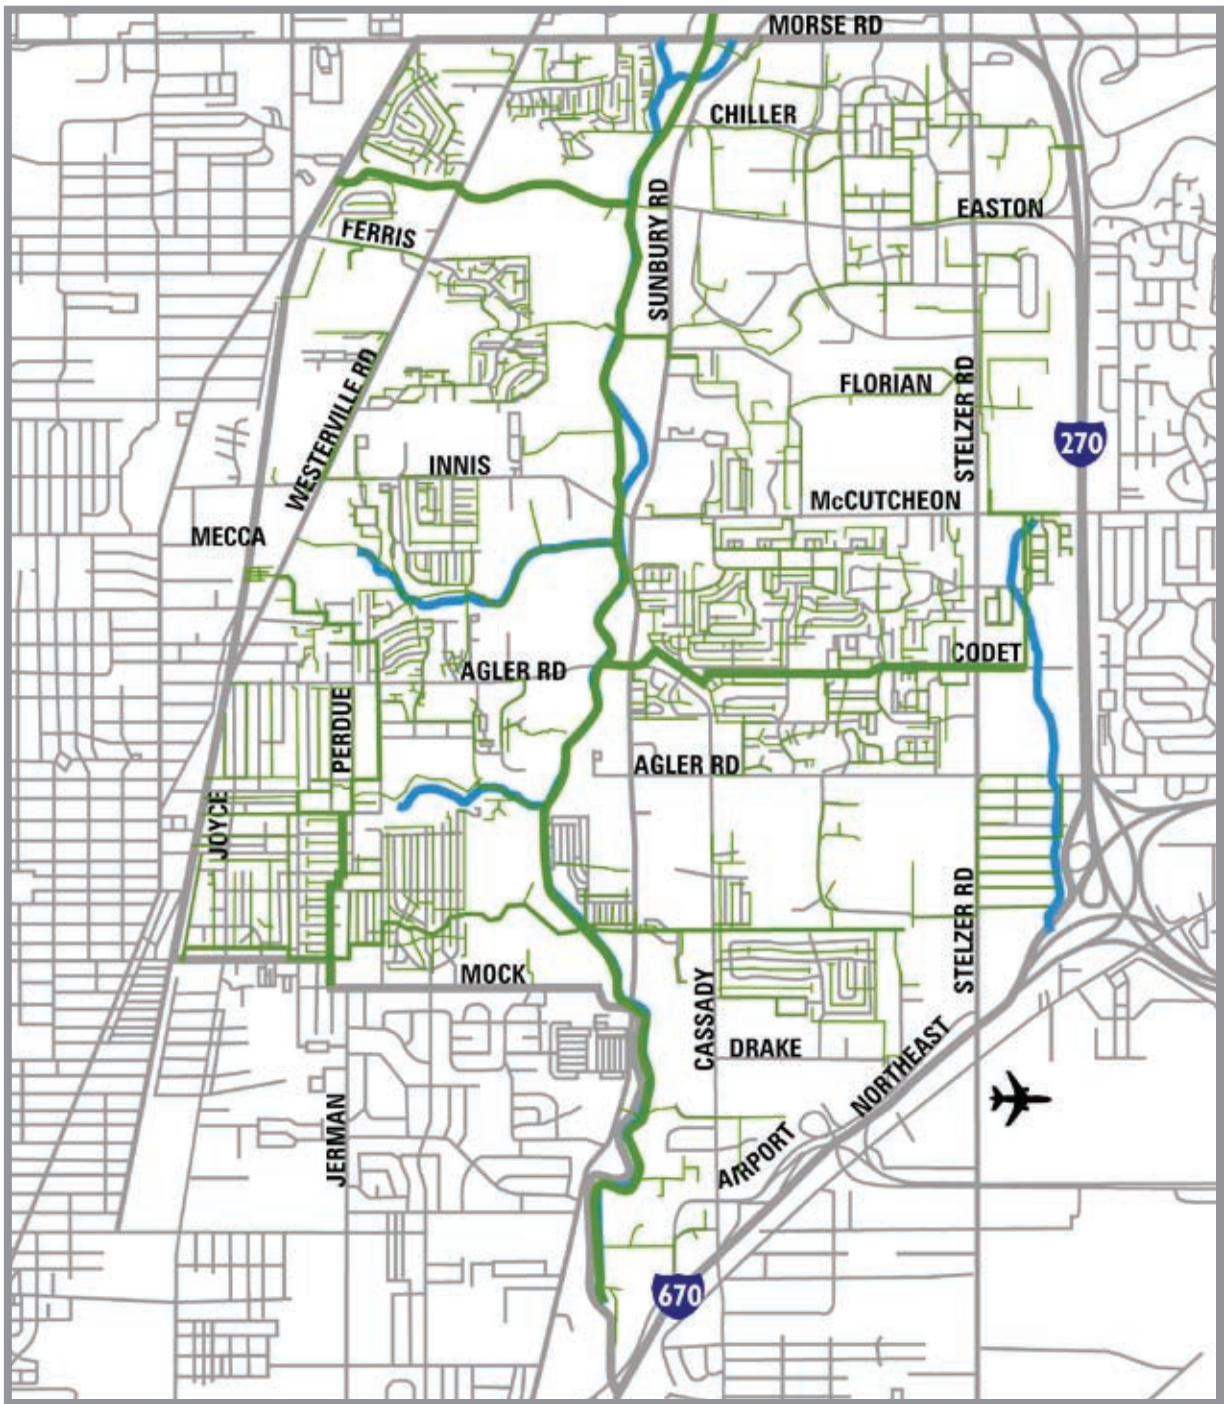 MORSE RD
CHILLER
SUNBURY RD
EASTON
FERRIS
WESTERVILLE RD
FLORIAN
STELZER RD
270
INNIS
McCUTCHEON
MECCA
CODET
AGLER RD
PERDUE
AGLER RD
JOYCE
STELZER RD
MOCK
CASSADY
DRAKE
NORTHEAST
JERMAN
AIRPORT
670